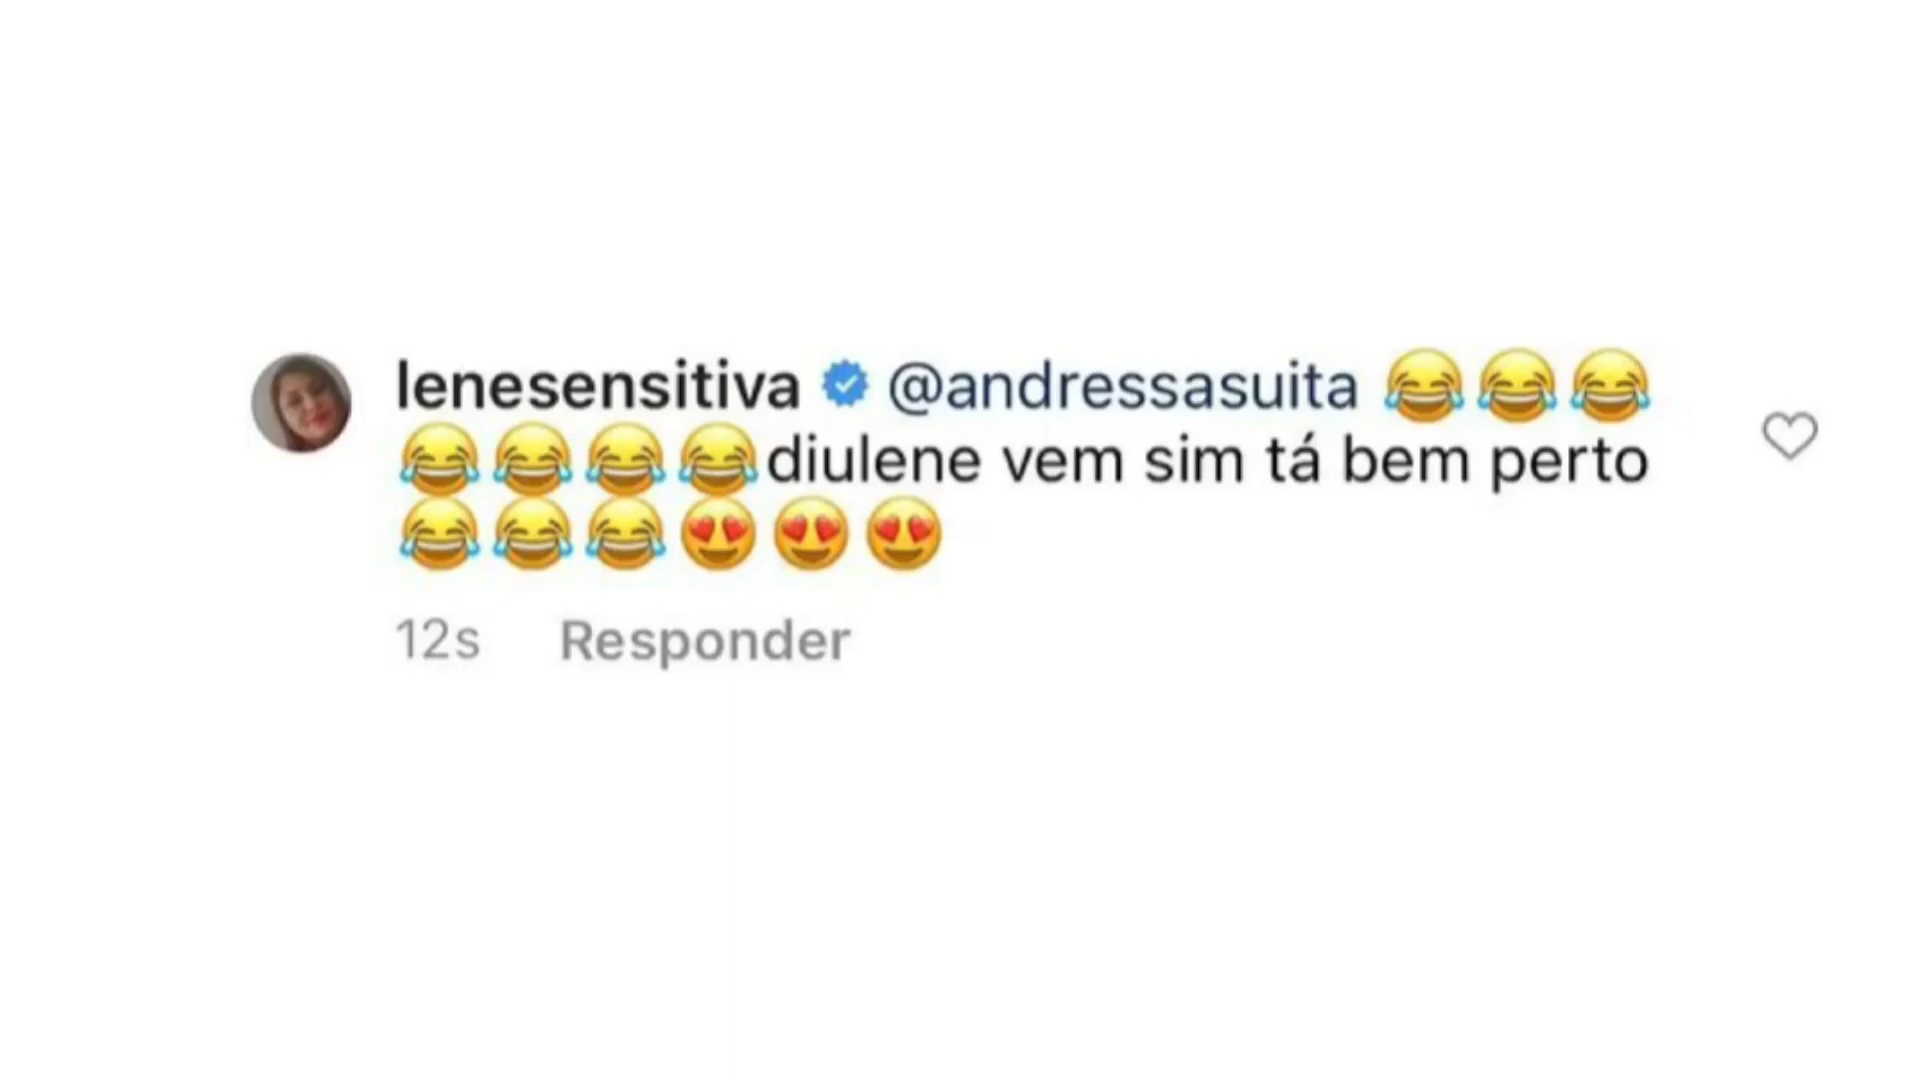 lenesensitiva @andressasuita 😂😂😂
😂😂😂😂diulene vem sim tá bem perto
😂😂😂😍😍😍
12s Responder